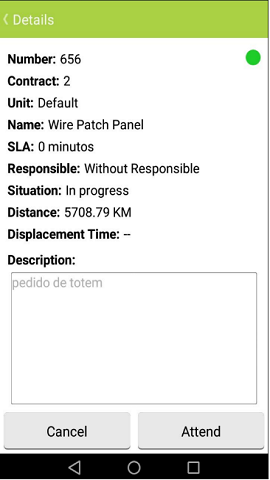 Details
Number: 656
Contract: 2
Unit: Default
Name: Wire Patch Panel
SLA: 0 minutos
Responsible: Without Responsible
Situation: In progress
Distance: 5708.79 KM
Displacement Time: --
Description:
pedido de totem
Cancel
Attend